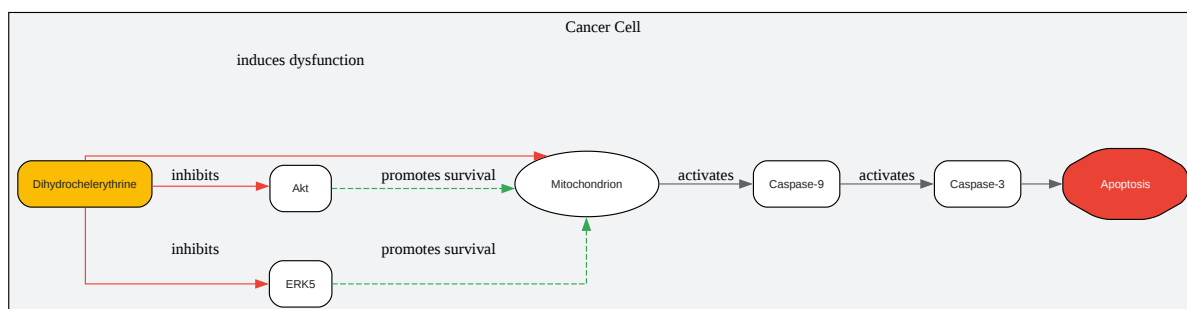 Cancer Cell
induces dysfunction
Dihydrochelerythrine
inhibits
Akt
promotes survival
Mitochondrion
activates
Caspase-9
activates
Caspase-3
Apoptosis
inhibits
promotes survival
ERK5